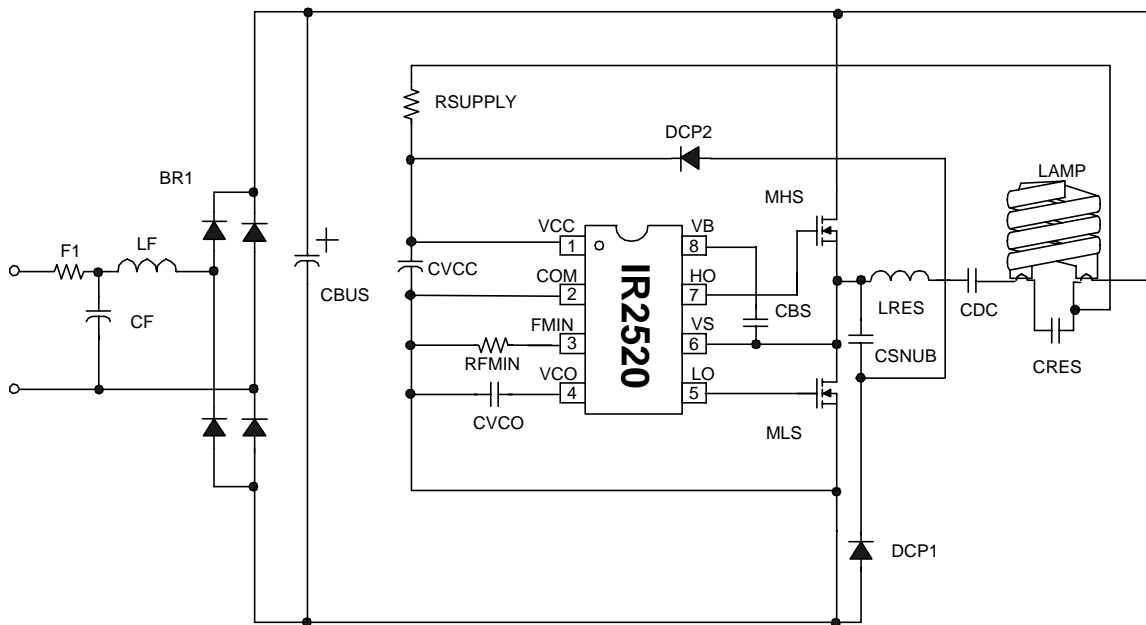 RSUPPLY
DCP2
LAMP
BR1
MHS
VCC
VB
1
8
F1
LF
CVCC
COM
HO
2
7
CBUS
CF
IR2520
CBS
LRES
CDC
FMIN
VS
3
6
CSNUB
RFMIN
CRES
VCO
LO
4
5
CVCO
MLS
DCP1